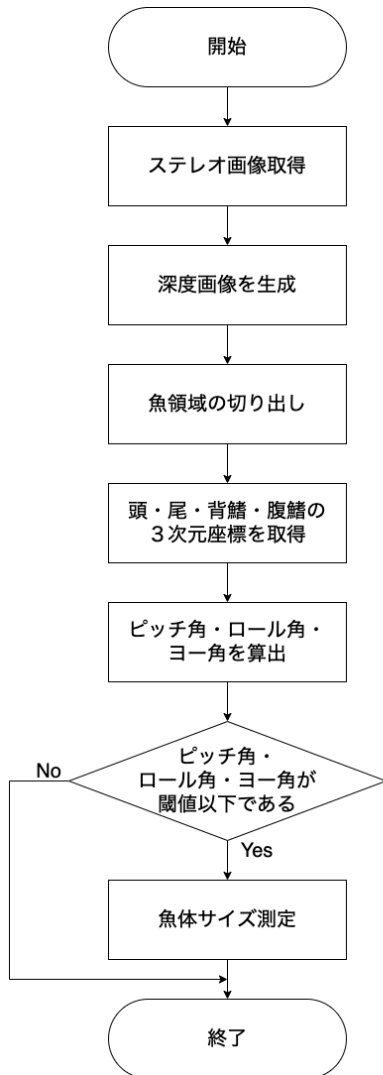 開始
ステレオ画像取得
深度画像を生成
魚領域の切り出し
頭・尾・背鰭・腹鰭の
３次元座標を取得
ピッチ角・ロール角・
ヨー角を算出
ピッチ角・
ロール角・ヨー角が
閾値以下である
No
Yes
魚体サイズ測定
終了